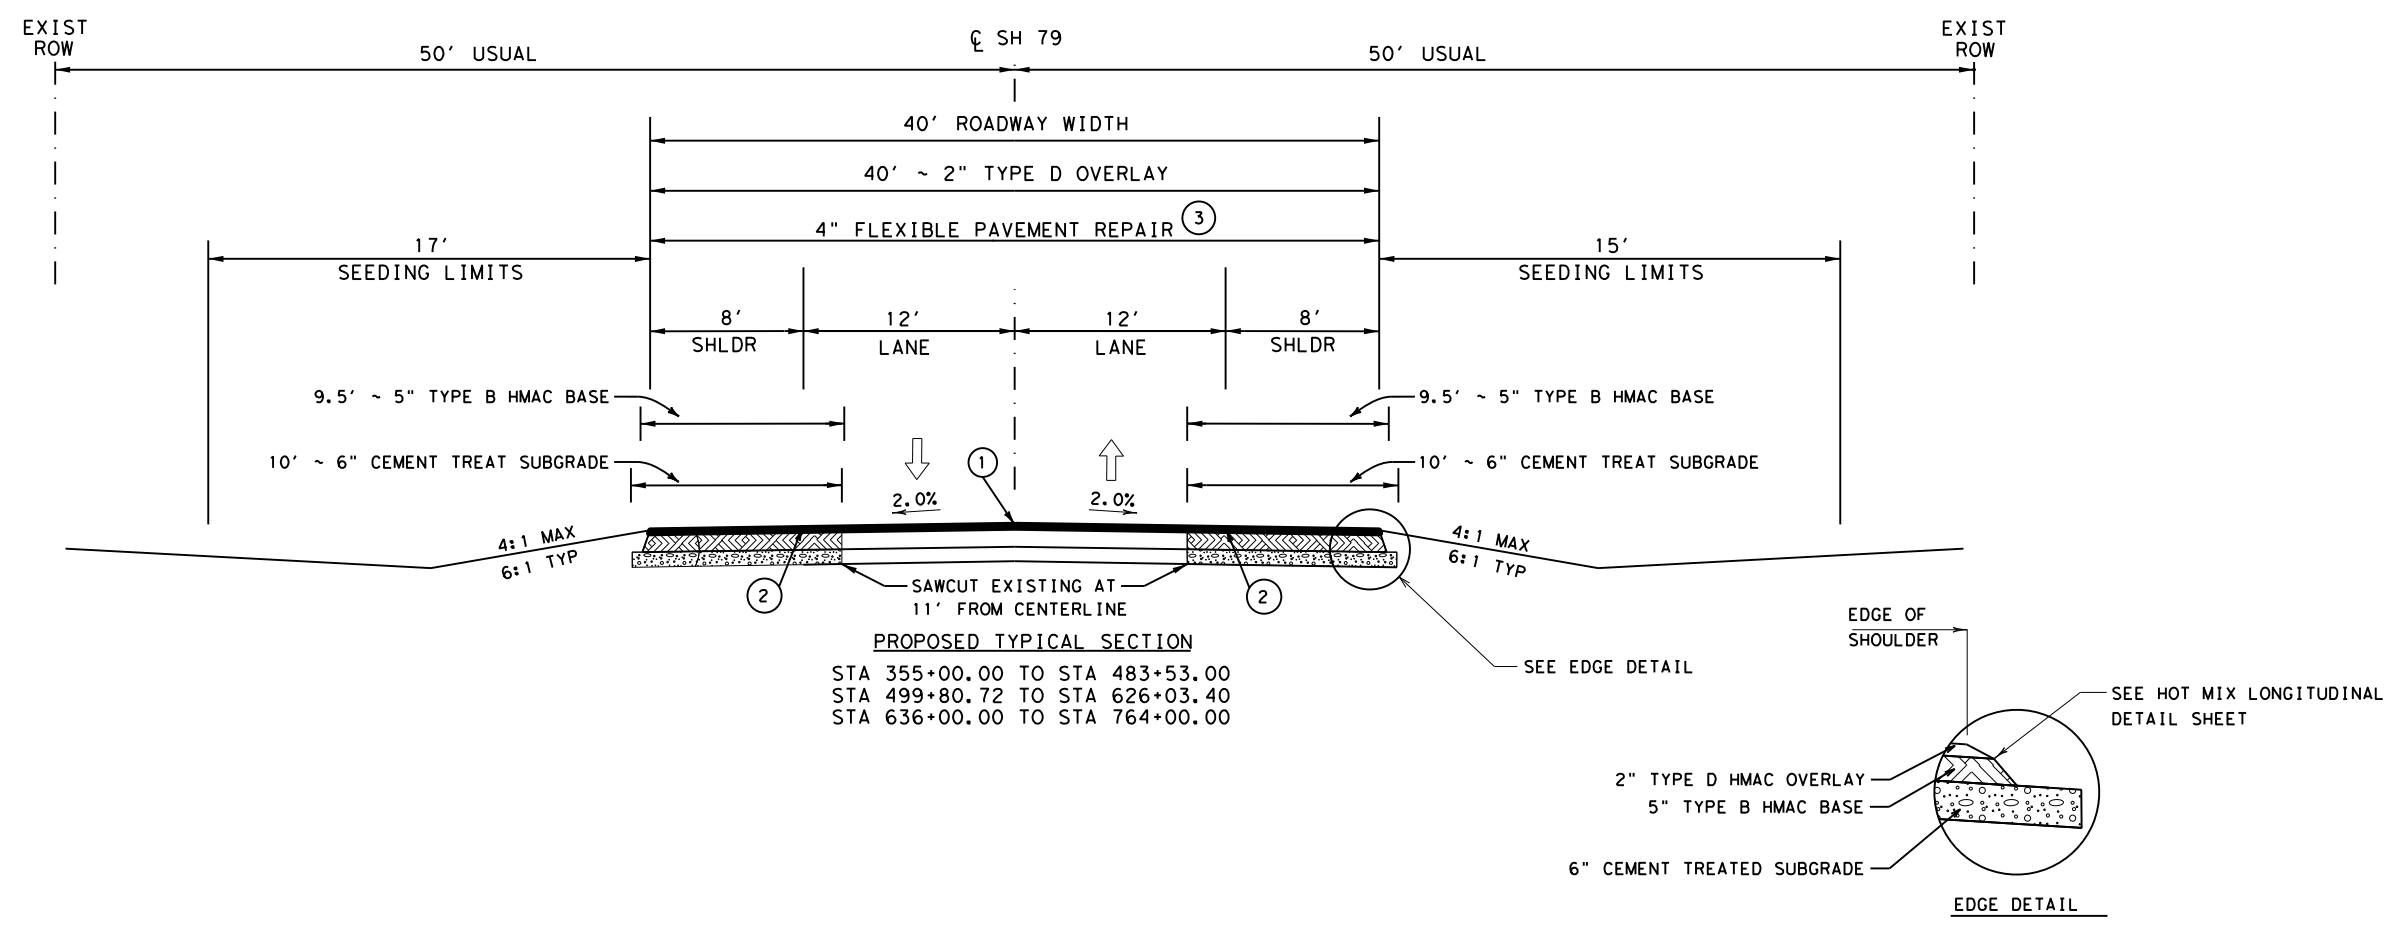 EXIST
ROW
50' USUAL
℄ SH 79
50' USUAL
EXIST
ROW
40' ROADWAY WIDTH
40' ~ 2" TYPE D OVERLAY
4" FLEXIBLE PAVEMENT REPAIR 3
17'
SEEDING LIMITS
15'
SEEDING LIMITS
8'
SHLDR
12'
LANE
12'
LANE
8'
SHLDR
9.5' ~ 5" TYPE B HMAC BASE
9.5' ~ 5" TYPE B HMAC BASE
10' ~ 6" CEMENT TREAT SUBGRADE
1
10' ~ 6" CEMENT TREAT SUBGRADE
2.0%
2.0%
4:1 MAX
6:1 TYP
4:1 MAX
6:1 TYP
2
SAWCUT EXISTING AT
11' FROM CENTERLINE
2
PROPOSED TYPICAL SECTION
STA 355+00.00 TO STA 483+53.00
STA 499+80.72 TO STA 626+03.40
STA 636+00.00 TO STA 764+00.00
SEE EDGE DETAIL
EDGE OF
SHOULDER
SEE HOT MIX LONGITUDINAL
DETAIL SHEET
2" TYPE D HMAC OVERLAY
5" TYPE B HMAC BASE
6" CEMENT TREATED SUBGRADE
EDGE DETAIL